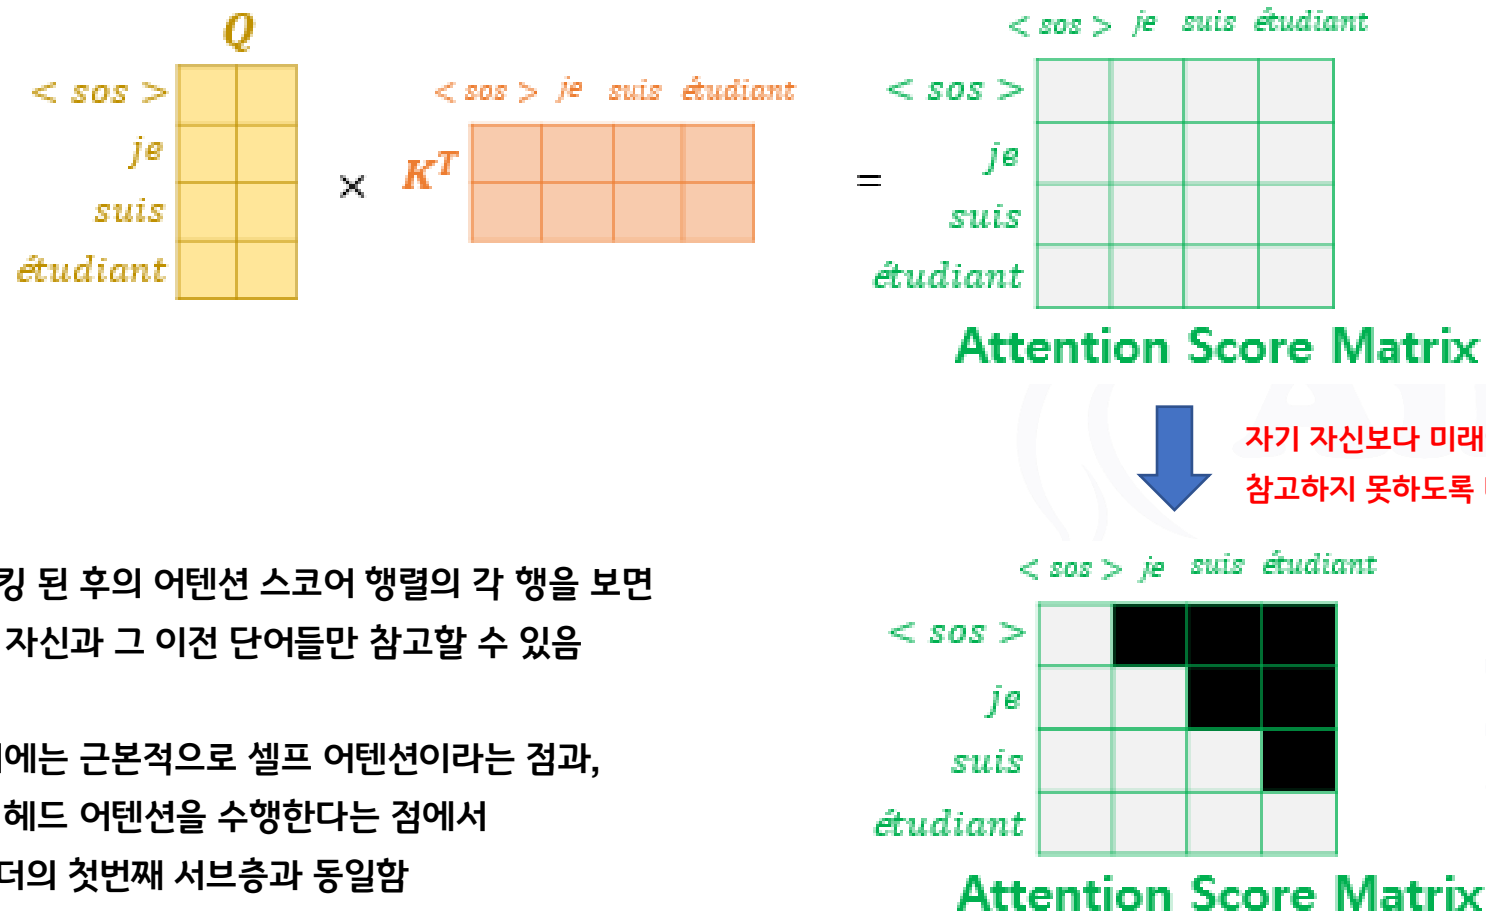 Q
< sos >
je
suis
étudiant
×
K^T
< sos > je suis étudiant
=
< sos > je suis étudiant
< sos >
je
suis
étudiant
Attention Score Matrix
자기 자신보다 미래
참고하지 못하도록
킹 된 후의 어텐션 스코어 행렬의 각 행을 보면
자신과 그 이전 단어들만 참고할 수 있음
에는 근본적으로 셀프 어텐션이라는 점과,
헤드 어텐션을 수행한다는 점에서
더의 첫번째 서브층과 동일함
< sos > je suis étudiant
< sos >
je
suis
étudiant
Attention Score Matrix